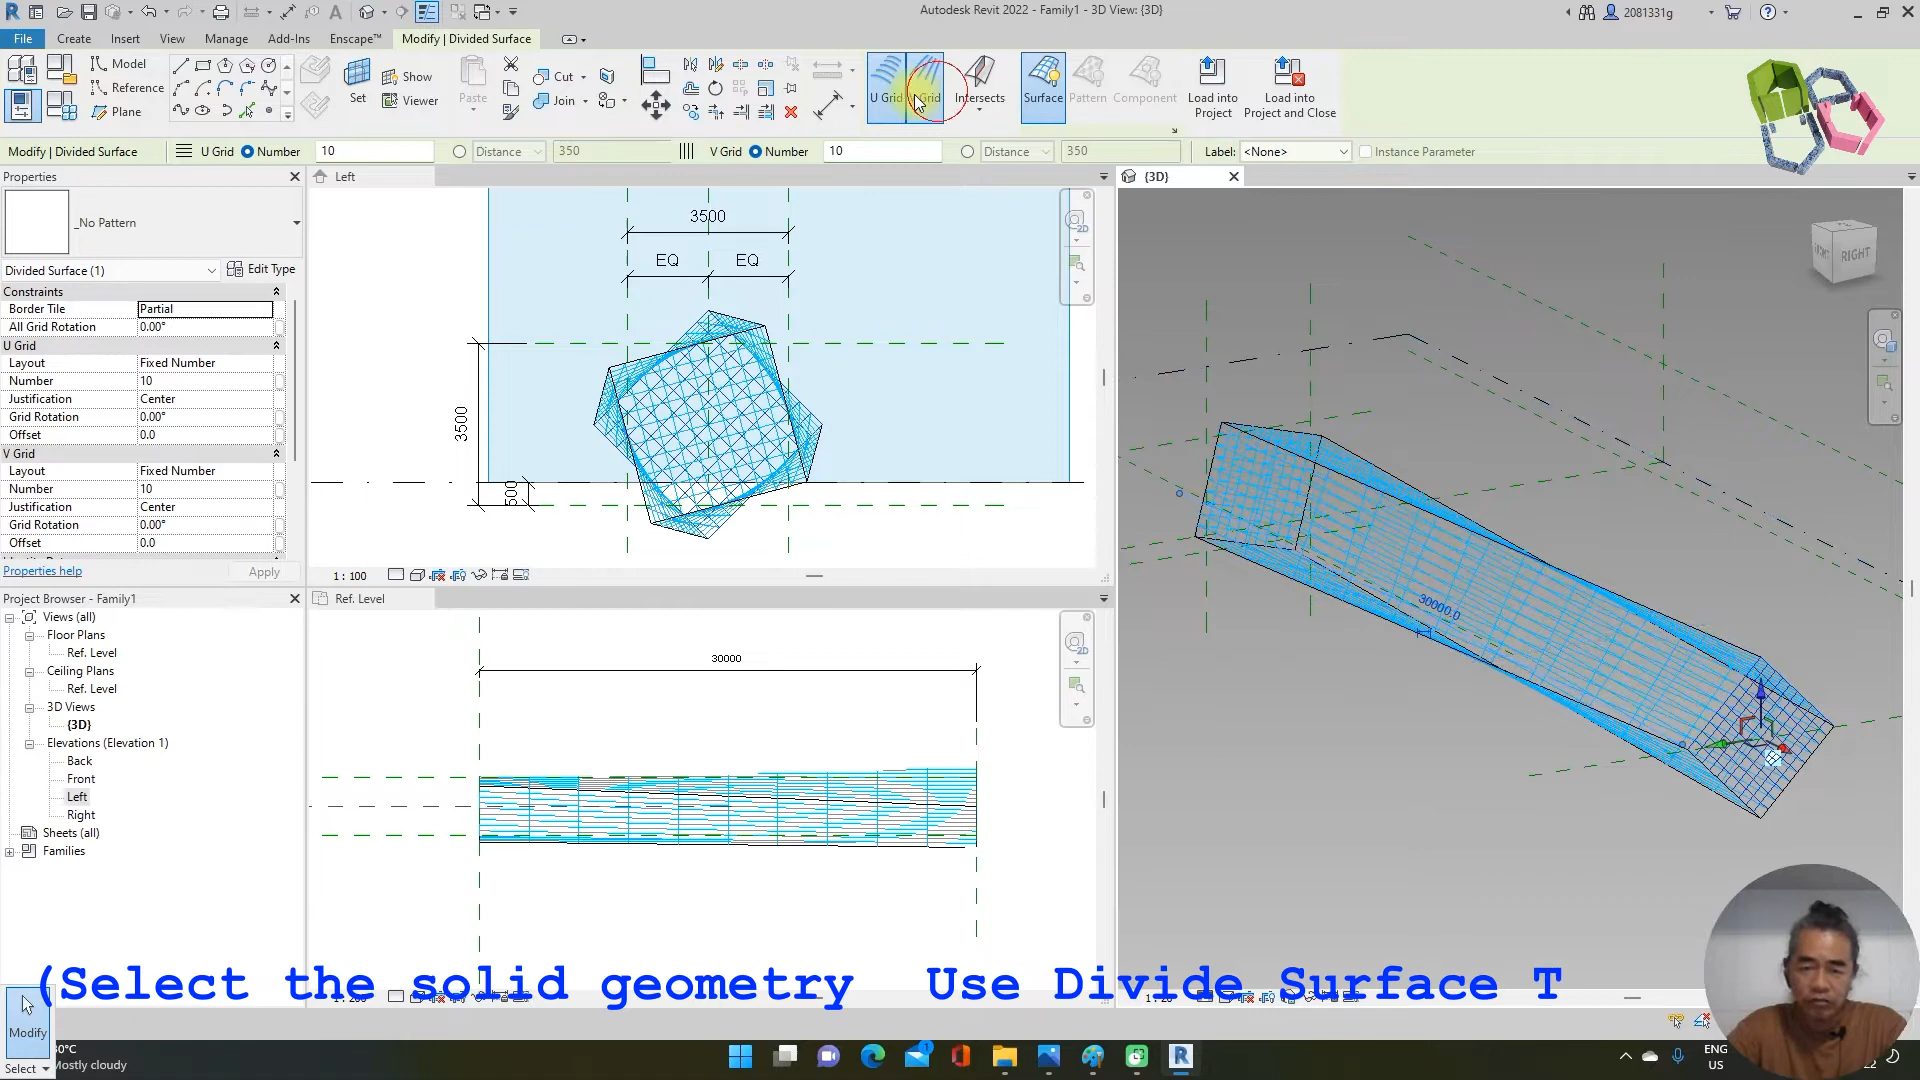 Autodesk Revit 2022 - Family1 - 3D View: {3D}
2081331g
File Create Insert View Manage Add-Ins Enscape™ Modify | Divided Surface
Model
Reference
Plane
Set
Show
Viewer
Paste
Cut
Join
U Grid
Grid
Intersects
Surface
Pattern
Component
Load into
Project
Load into
Project and Close
Modify | Divided Surface U Grid Number 10 Distance 350 V Grid Number 10 Distance 350 Label: <None> Instance Parameter
Properties
_No Pattern
Divided Surface (1) Edit Type
Constraints
Border Tile Partial
All Grid Rotation 0.00°
U Grid
Layout Fixed Number
Number 10
Justification Center
Grid Rotation 0.00°
Offset 0.0
V Grid
Layout Fixed Number
Number 10
Justification Center
Grid Rotation 0.00°
Offset 0.0
Properties help Apply
Project Browser - Family1
Views (all)
Floor Plans
Ref. Level
Ceiling Plans
Ref. Level
3D Views
{3D}
Elevations (Elevation 1)
Back
Front
Left
Right
Sheets (all)
Families
Left
3500
EQ EQ
3500
500
1 : 100
Ref. Level
30000
{3D}
RIGHT
30000.0
(Select the solid geometry Use Divide Surface T
Modify
Select
30°C
Mostly cloudy
ENG
US